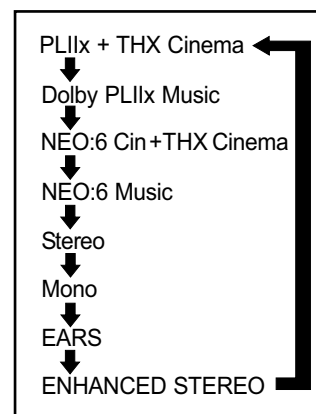 PLIIx + THX Cinema
Dolby PLIIx Music
NEO:6 Cin+THX Cinema
NEO:6 Music
Stereo
Mono
EARS
ENHANCED STEREO